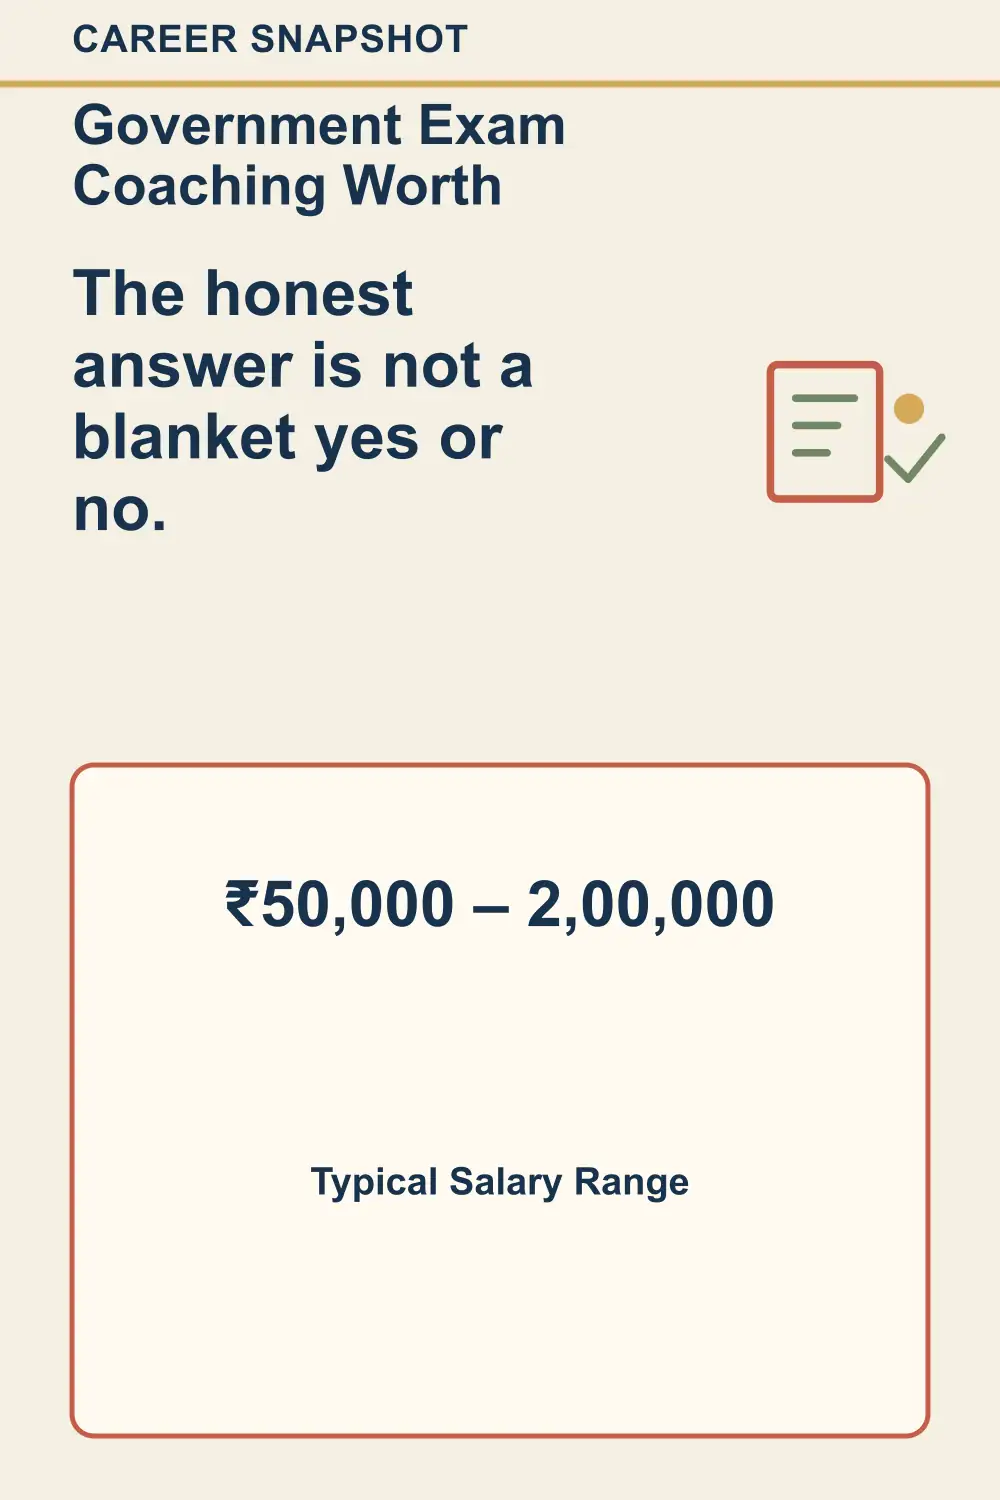 CAREER SNAPSHOT
Government Exam
Coaching Worth
The honest
answer is not a
blanket yes or
no.
₹50,000 – 2,00,000
Typical Salary Range